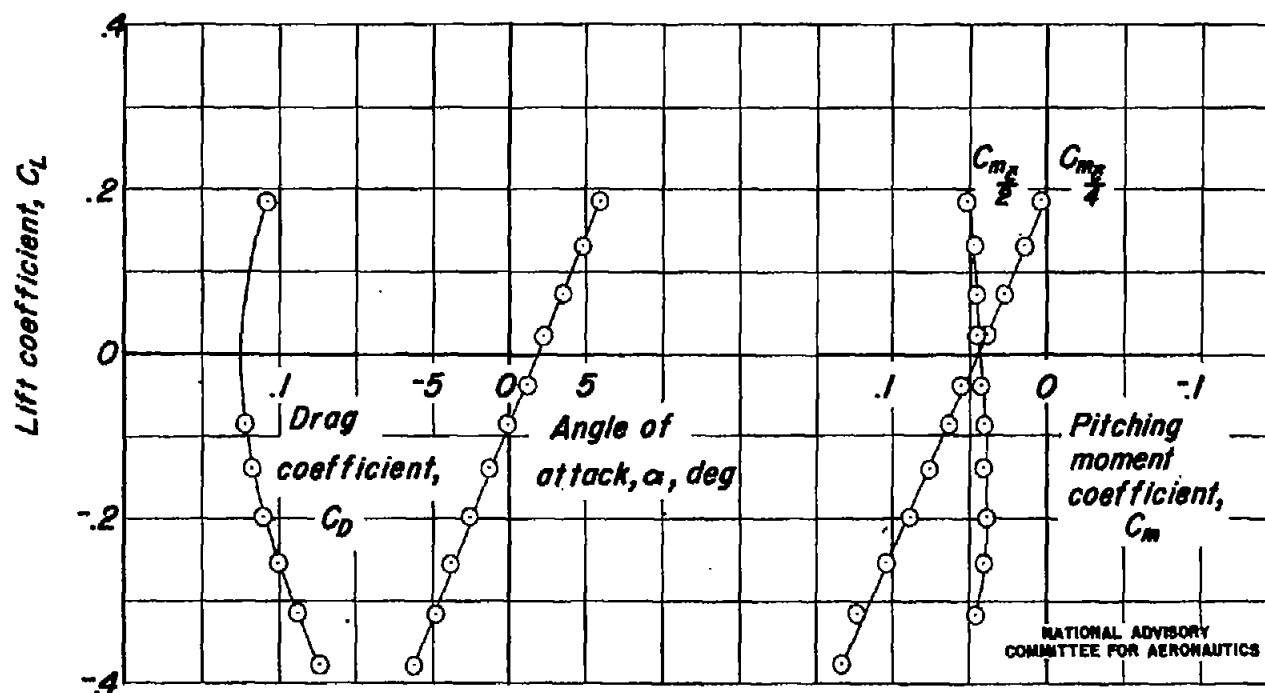 .4
Lift coefficient, C_L
.2
C_m c̄/2
C_m c̄/4
0
.1
-5
0
5
.1
0
-.1
Drag
coefficient,
C_D
Angle of
attack, α, deg
Pitching
moment
coefficient,
C_m
-.2
NATIONAL ADVISORY
COMMITTEE FOR AERONAUTICS
-.4